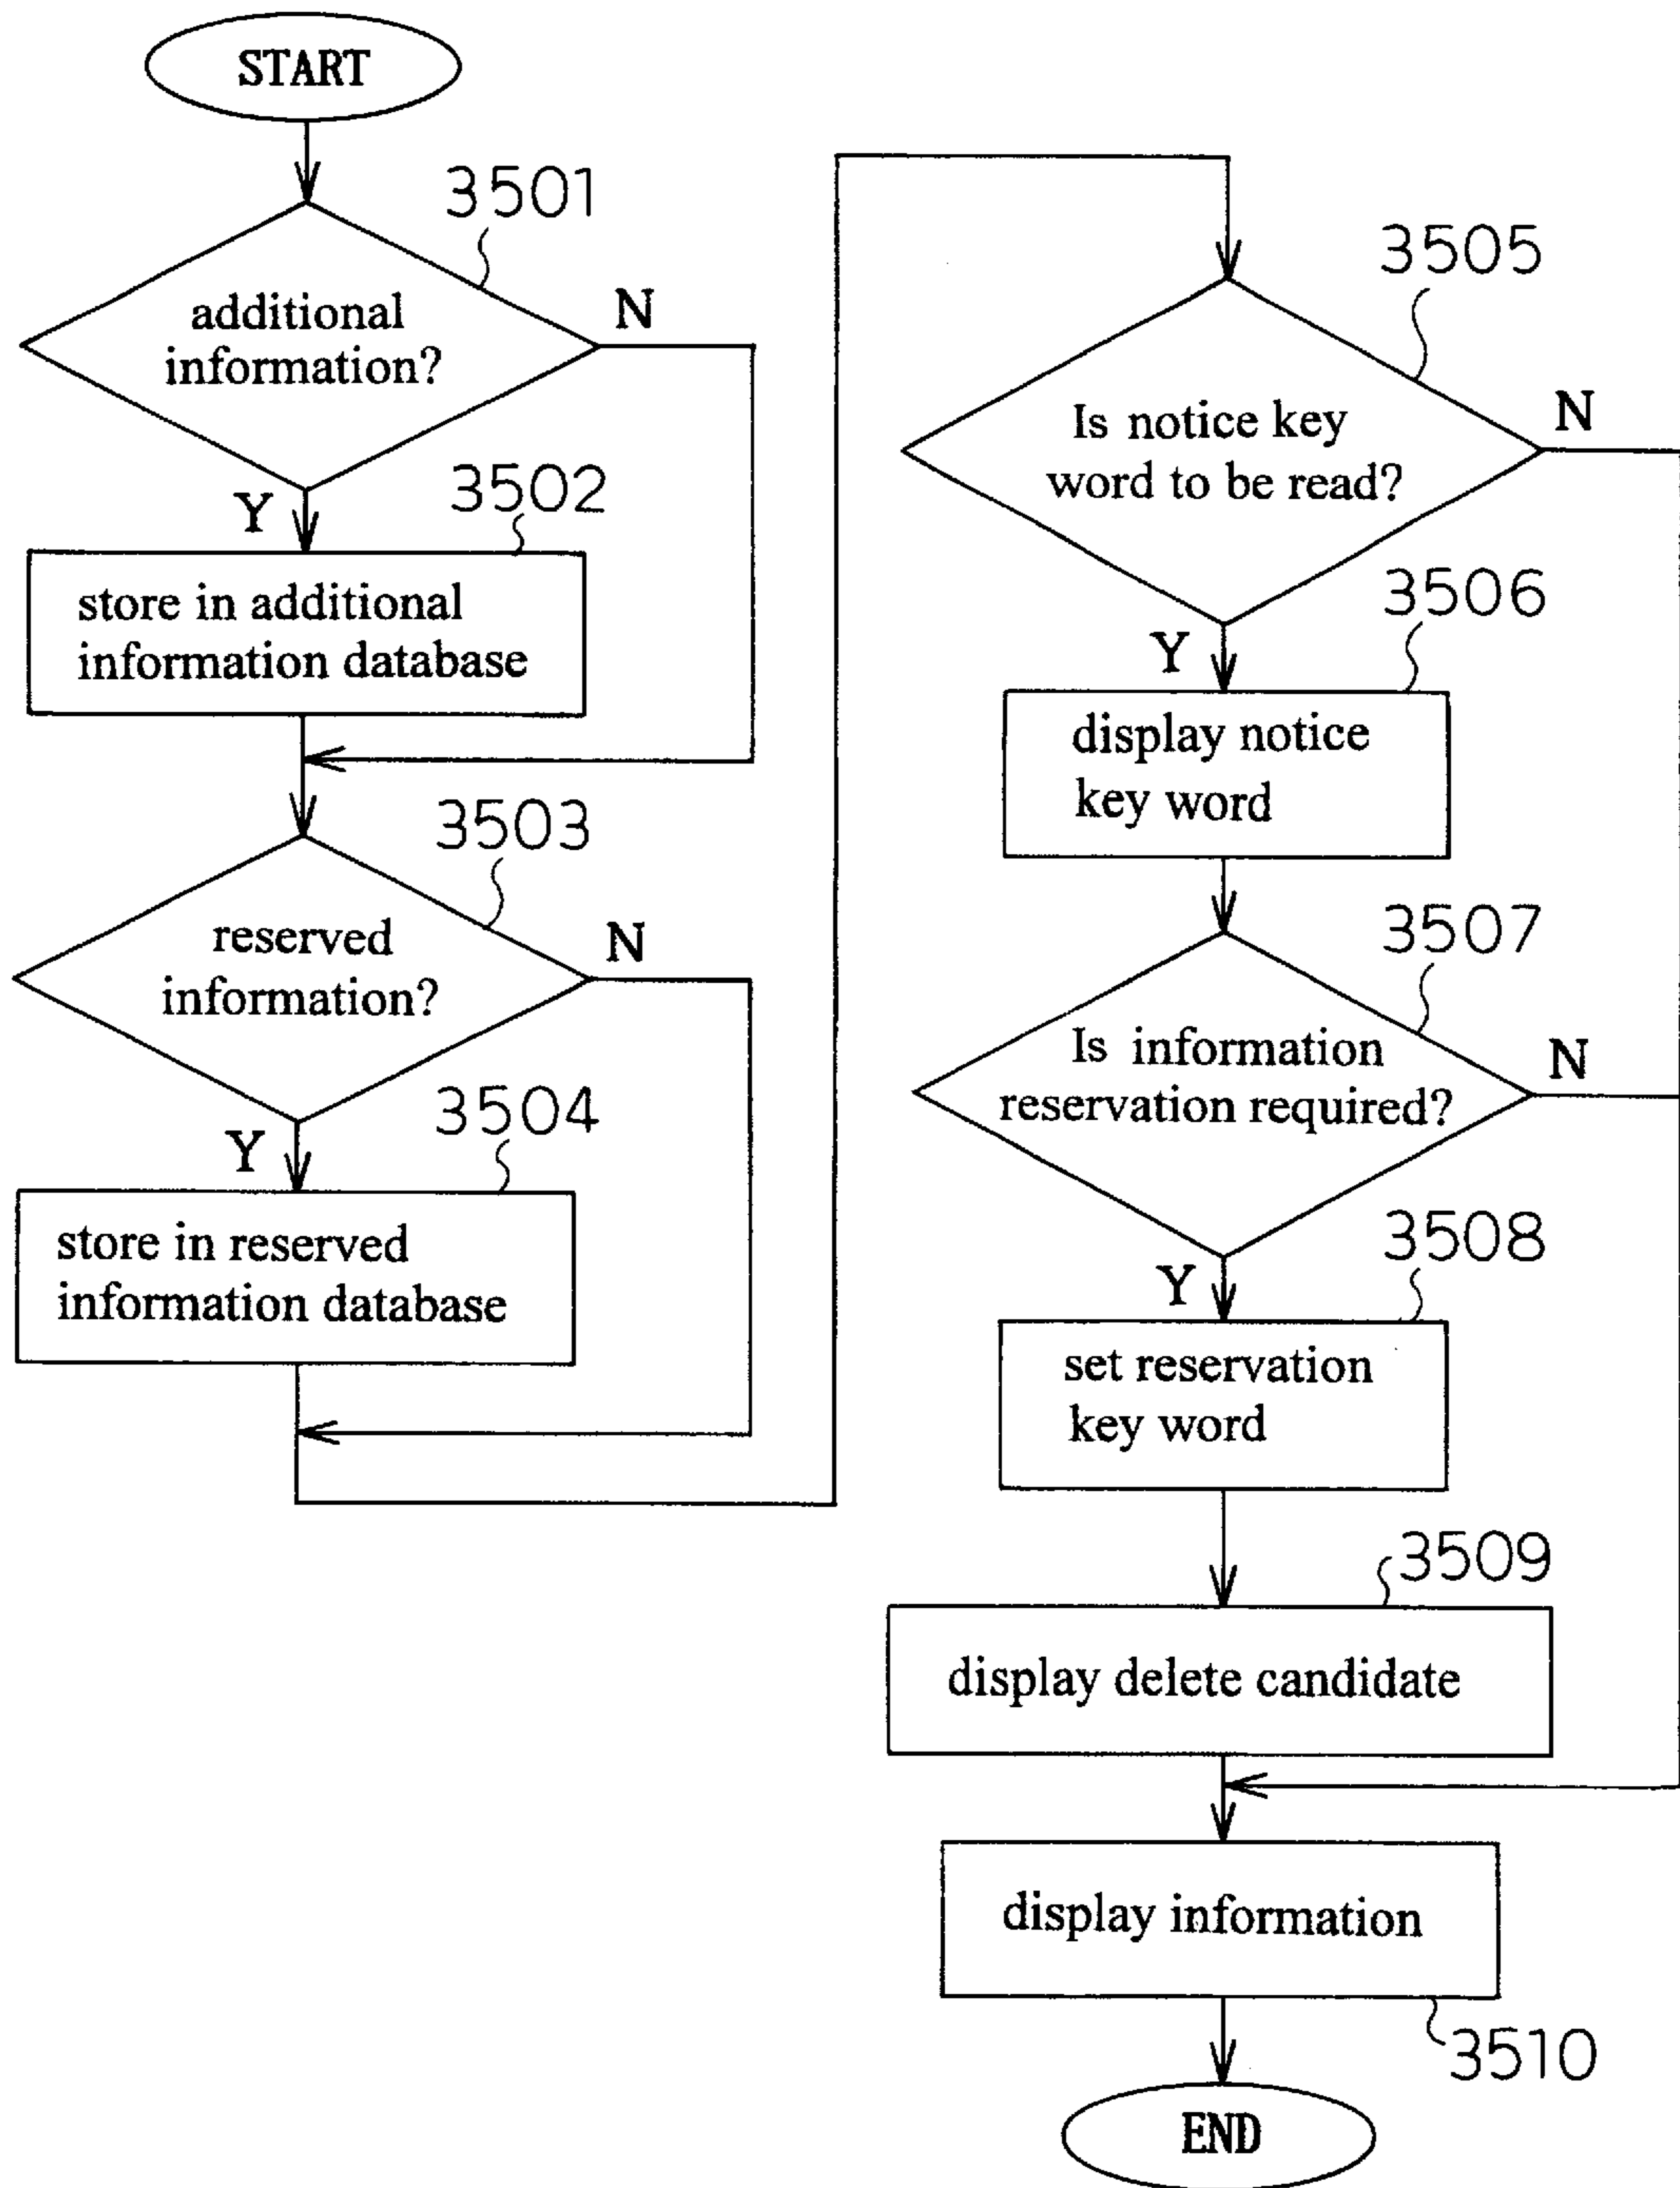 START
3501
additional
information?
N
Y
3502
store in additional
information database
3503
reserved
information?
N
Y
3504
store in reserved
information database
3505
Is notice key
word to be read?
N
Y
3506
display notice
key word
3507
Is information
reservation required?
N
Y
3508
set reservation
key word
3509
display delete candidate
display information
3510
END